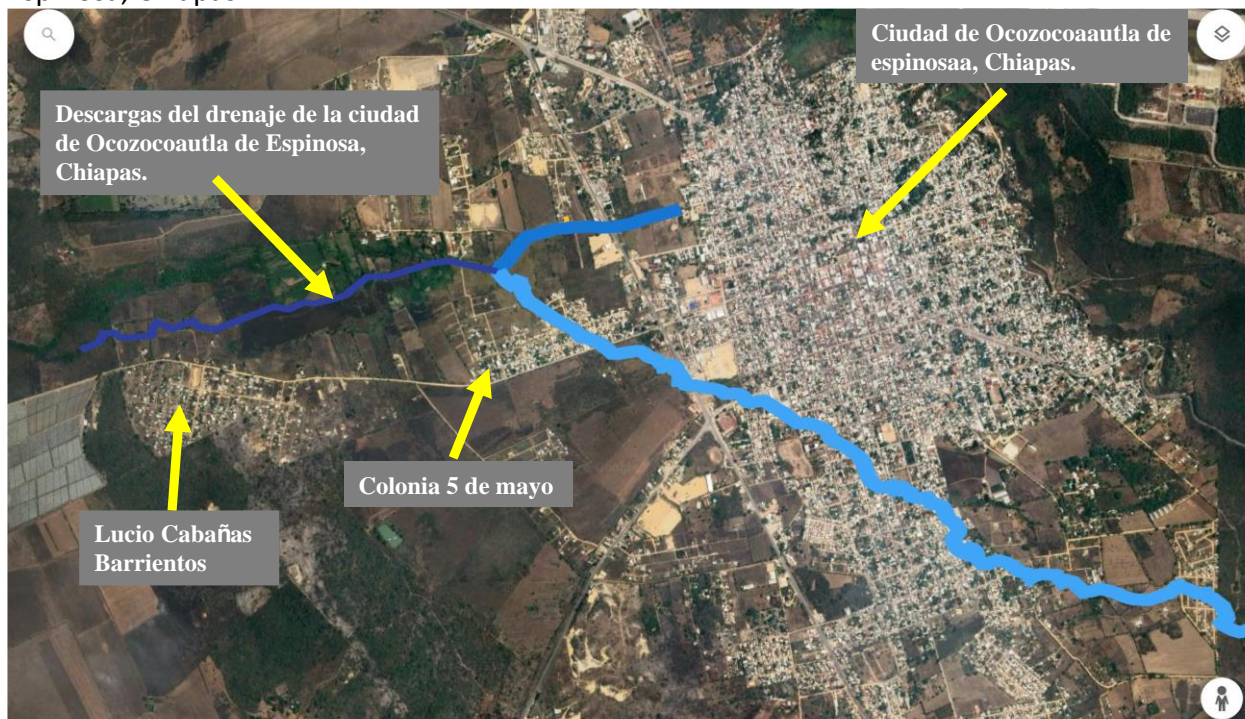 Ciudad de Ocozocoaautla de
espinosaa, Chiapas.
Descargas del drenaje de la ciudad
de Ocozocoautla de Espinosa,
Chiapas.
Colonia 5 de mayo
Lucio Cabañas
Barrientos